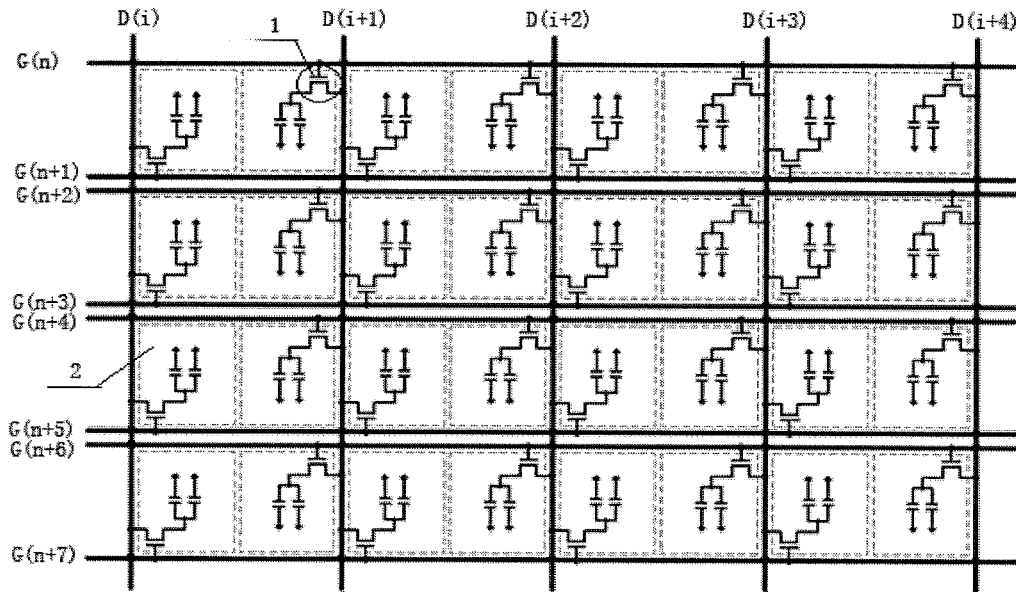 D(i) D(i+1) D(i+2) D(i+3) D(i+4)
1
G(n)
G(n+1)
G(n+2)
G(n+3)
G(n+4)
2
G(n+5)
G(n+6)
G(n+7)